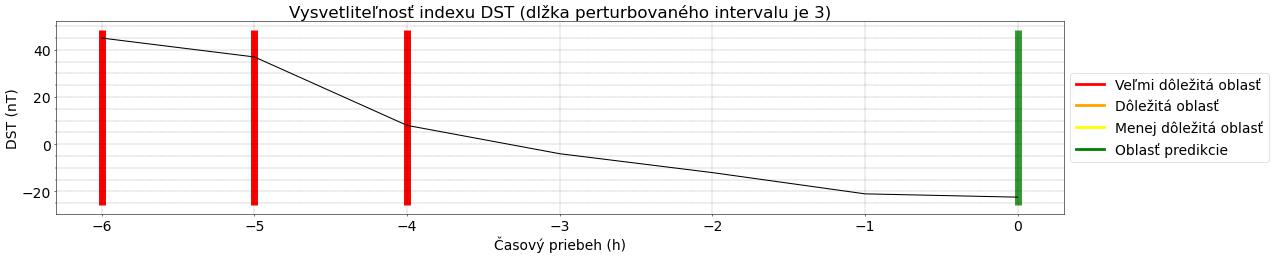 Vysvetliteľnosť indexu DST (dlžka perturbovaného intervalu je 3)
DST (nT)
40
20
0
−20
−6 −5 −4 −3 −2 −1 0
Časový priebeh (h)
Veľmi dôležitá oblasť
Dôležitá oblasť
Menej dôležitá oblasť
Oblasť predikcie